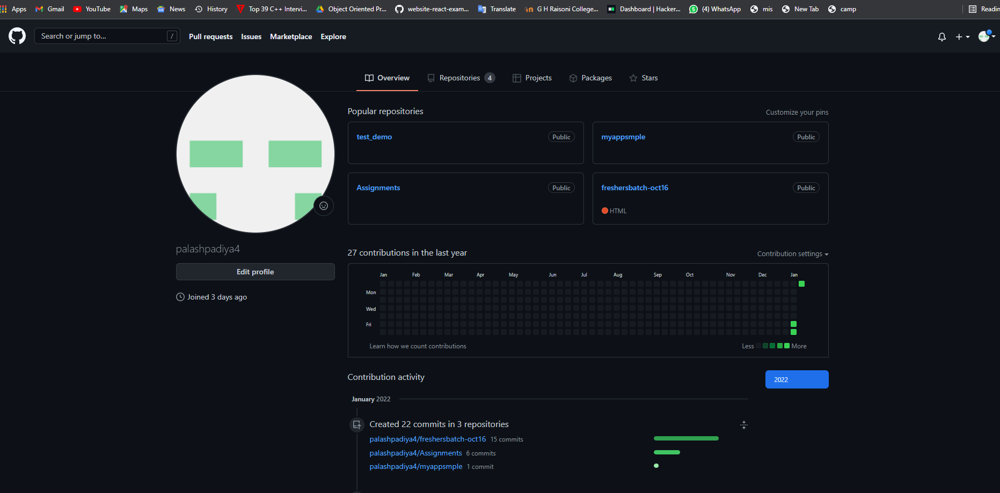 Apps Gmail YouTube Maps News History Top 39 C++ Intervi... Object Oriented Pr... website-react-exam... Translate G H Raisoni College... Dashboard | Hacker... (4) WhatsApp mis New Tab camp Readin
Search or jump to... / Pull requests Issues Marketplace Explore
Overview Repositories 4 Projects Packages Stars
Popular repositories Customize your pins
test_demo Public myappsmple Public
Assignments Public freshersbatch-oct16 Public
HTML
palashpadiya4
Edit profile
Joined 3 days ago
27 contributions in the last year Contribution settings
Jan Feb Mar Apr May Jun Jul Aug Sep Oct Nov Dec Jan
Mon
Wed
Fri
Learn how we count contributions Less More
Contribution activity 2022
January 2022
Created 22 commits in 3 repositories
palashpadiya4/freshersbatch-oct16 15 commits
palashpadiya4/Assignments 6 commits
palashpadiya4/myappsmple 1 commit